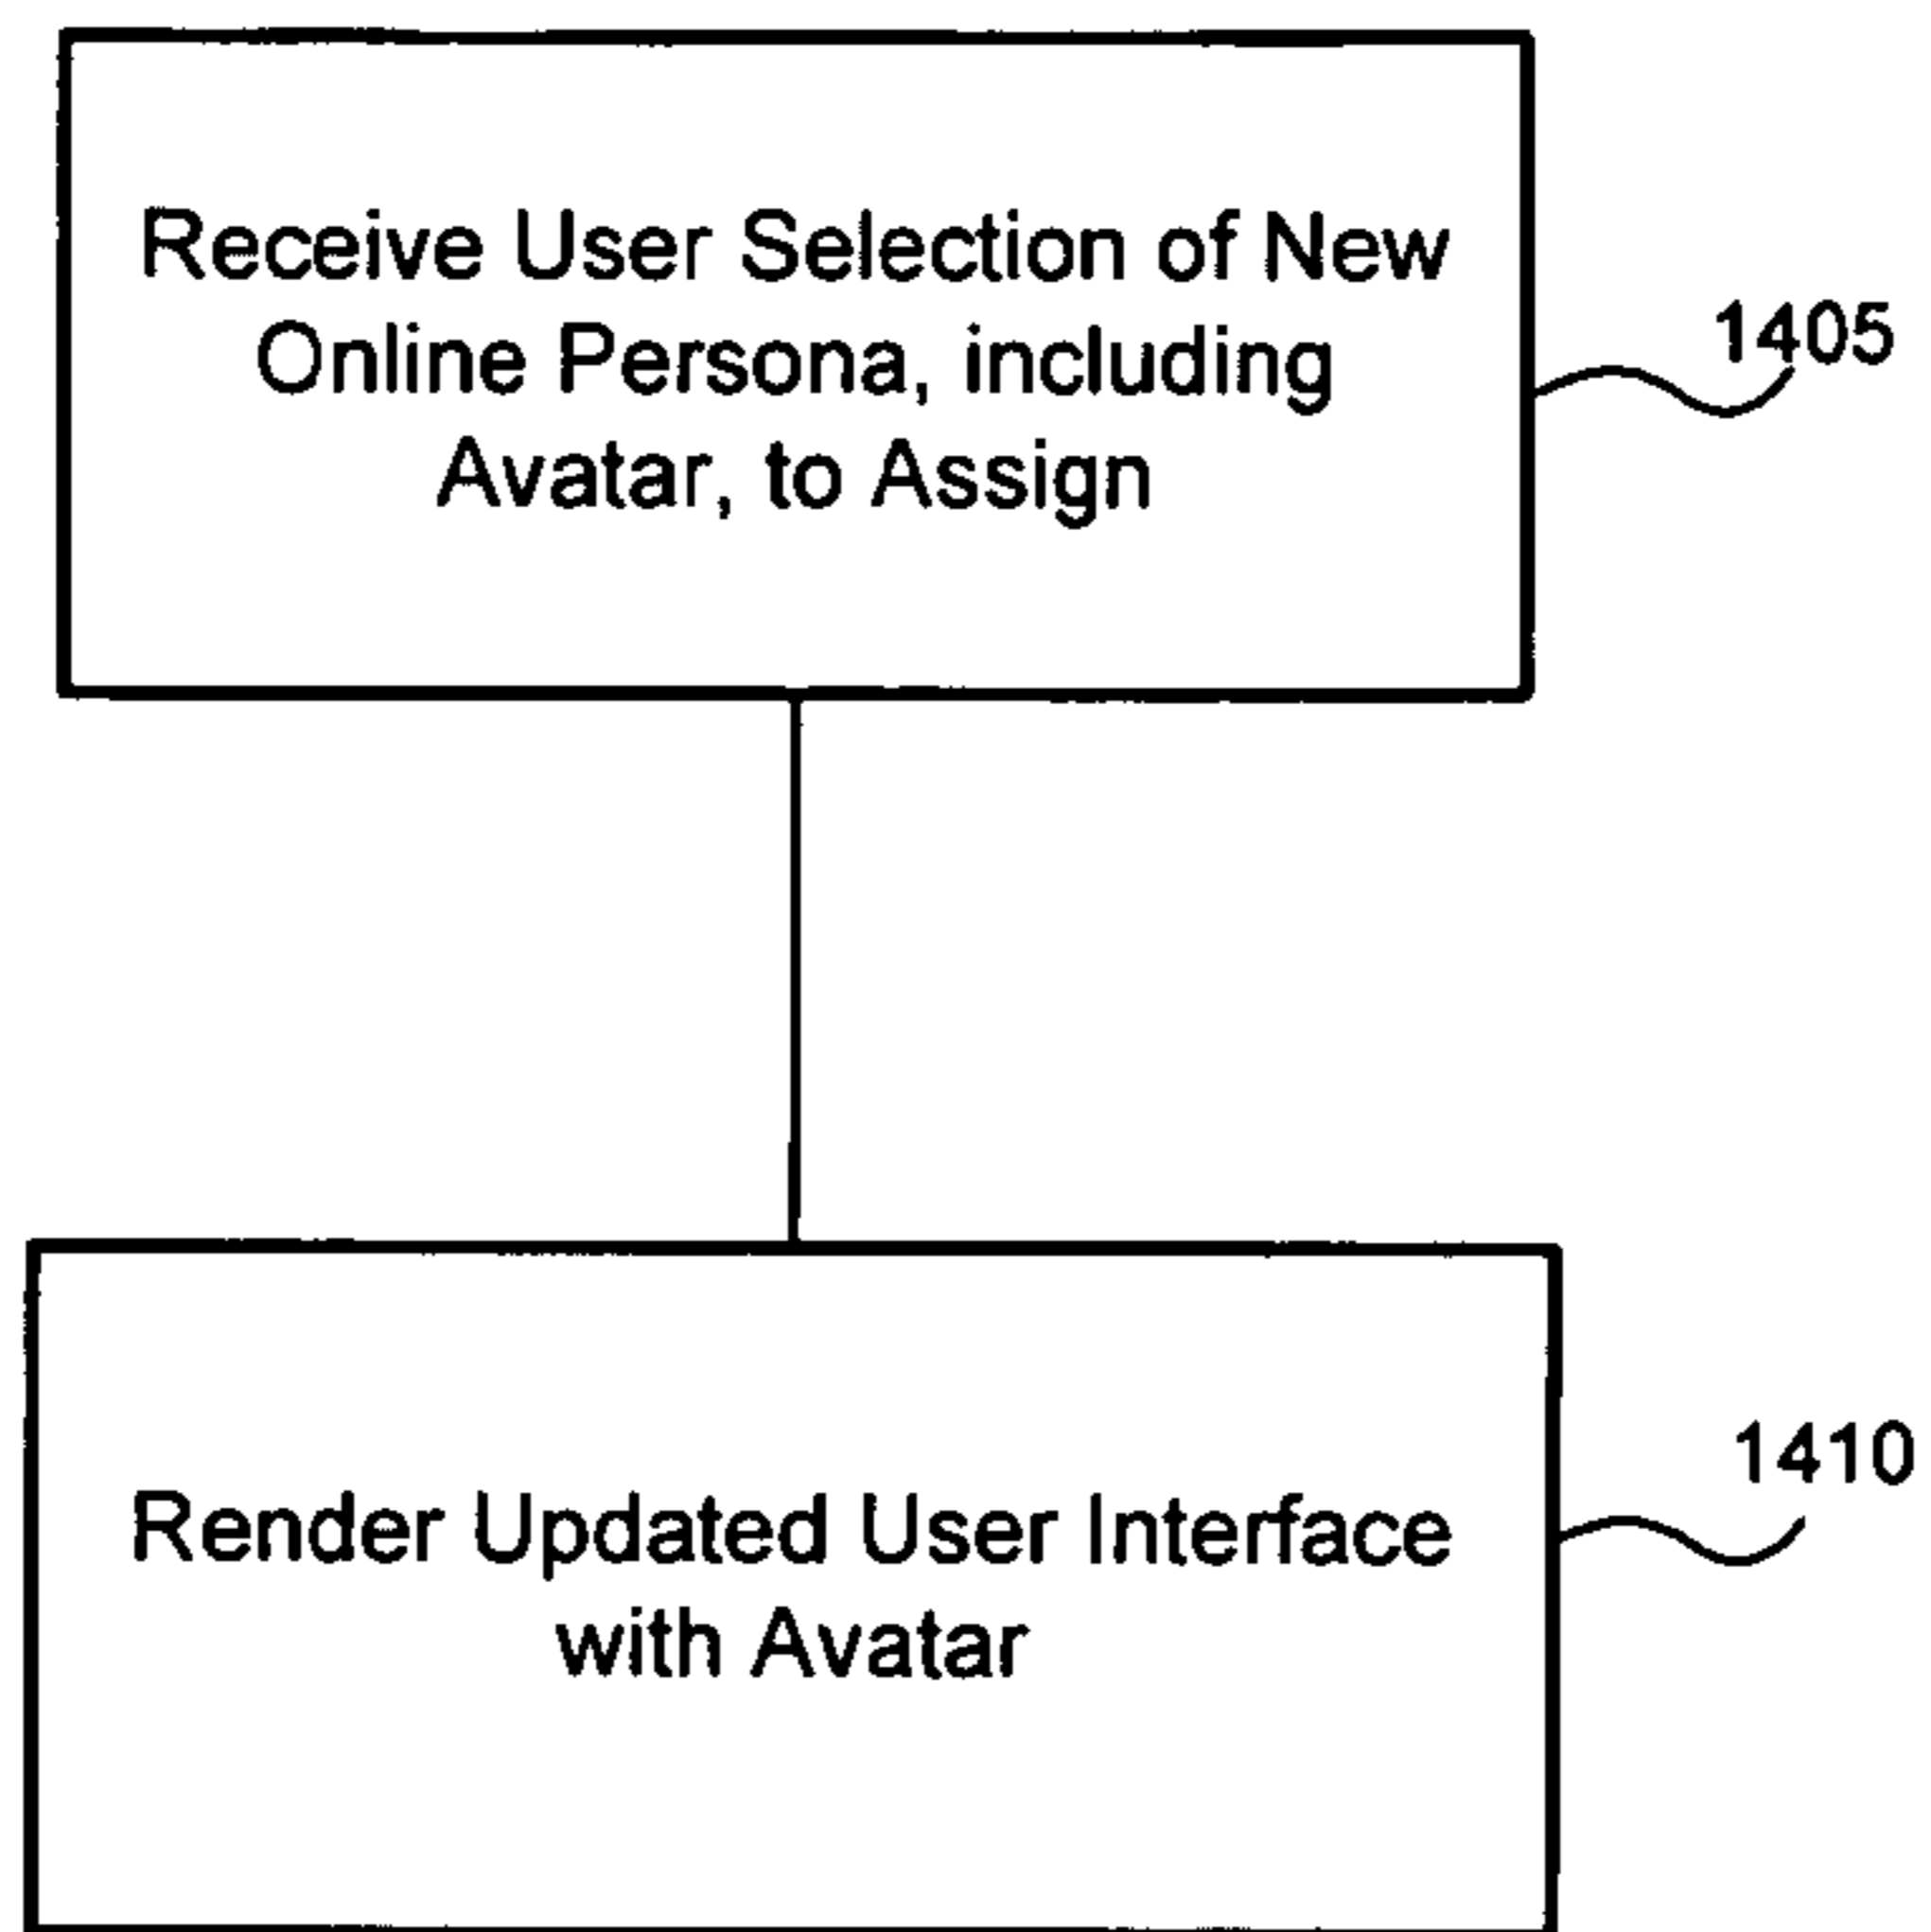 Receive User Selection of New
Online Persona, including
Avatar, to Assign
1405
Render Updated User Interface
with Avatar
1410